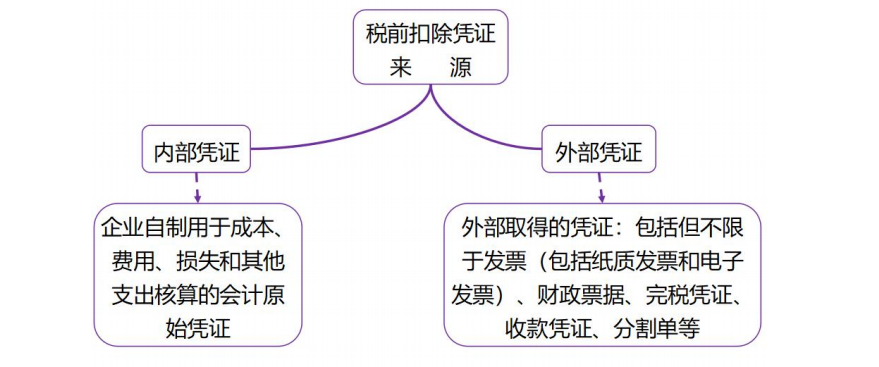 税前扣除凭证
来 源
内部凭证
外部凭证
企业自制用于成本、
费用、损失和其他
支出核算的会计原
始凭证
外部取得的凭证：包括但不限
于发票（包括纸质发票和电子
发票）、财政票据、完税凭证、
收款凭证、分割单等